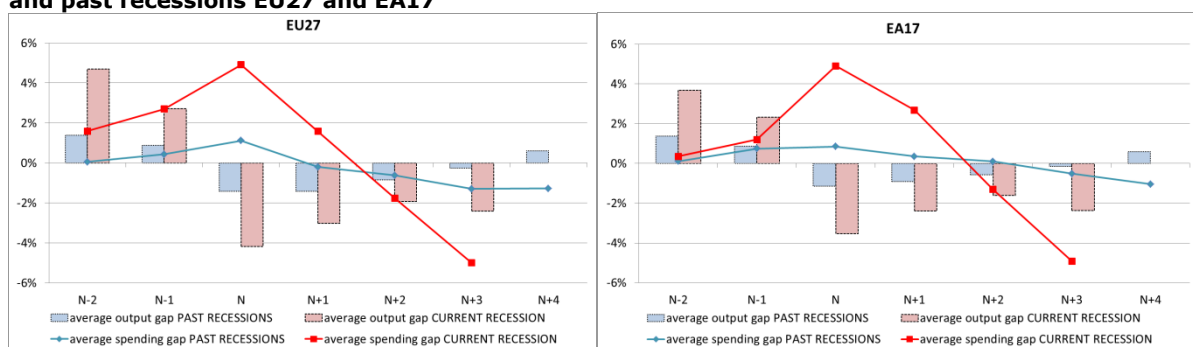 and past recessions EU27 and EA17
EU27
6%
4%
2%
0%
-2%
-4%
-6%
N-2 N-1 N N+1 N+2 N+3 N+4
average output gap PAST RECESSIONS average output gap CURRENT RECESSION
average spending gap PAST RECESSIONS average spending gap CURRENT RECESSION
EA17
6%
4%
2%
0%
-2%
-4%
-6%
N-2 N-1 N N+1 N+2 N+3 N+4
average output gap PAST RECESSIONS average output gap CURRENT RECESSION
average spending gap PAST RECESSIONS average spending gap CURRENT RECESSION